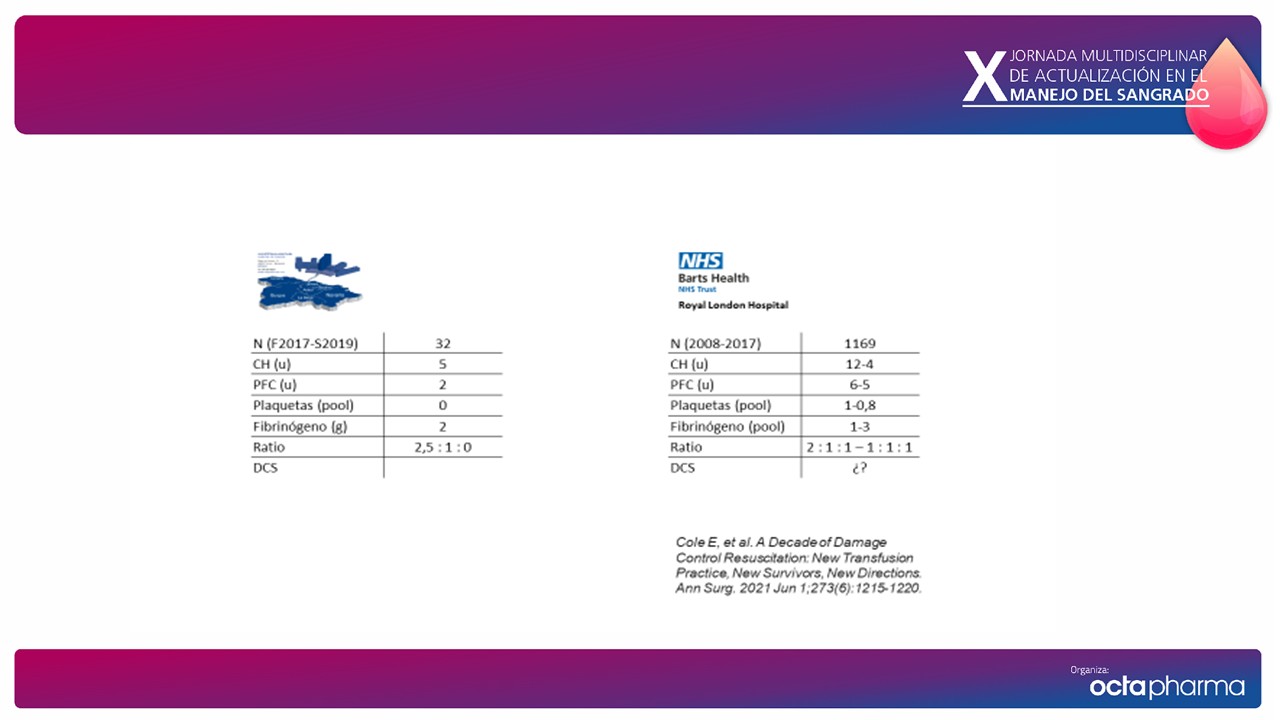 X JORNADA MULTIDISCIPLINAR
DE ACTUALIZACIÓN EN EL
MANEJO DEL SANGRADO
N (F2017-S2019) 32
CH (u) 5
PFC (u) 2
Plaquetas (pool) 0
Fibrinógeno (g) 2
Ratio 2,5 : 1 : 0
DCS
NHS
Barts Health
NHS Trust
Royal London Hospital
N (2008-2017) 1169
CH (u) 12-4
PFC (u) 6-5
Plaquetas (pool) 1-0,8
Fibrinógeno (pool) 1-3
Ratio 2 : 1 : 1 – 1 : 1 : 1
DCS ¿?
Cole E, et al. A Decade of Damage
Control Resuscitation: New Transfusion
Practice, New Survivors, New Directions.
Ann Surg. 2021 Jun 1;273(6):1215-1220.
Organiza:
octapharma